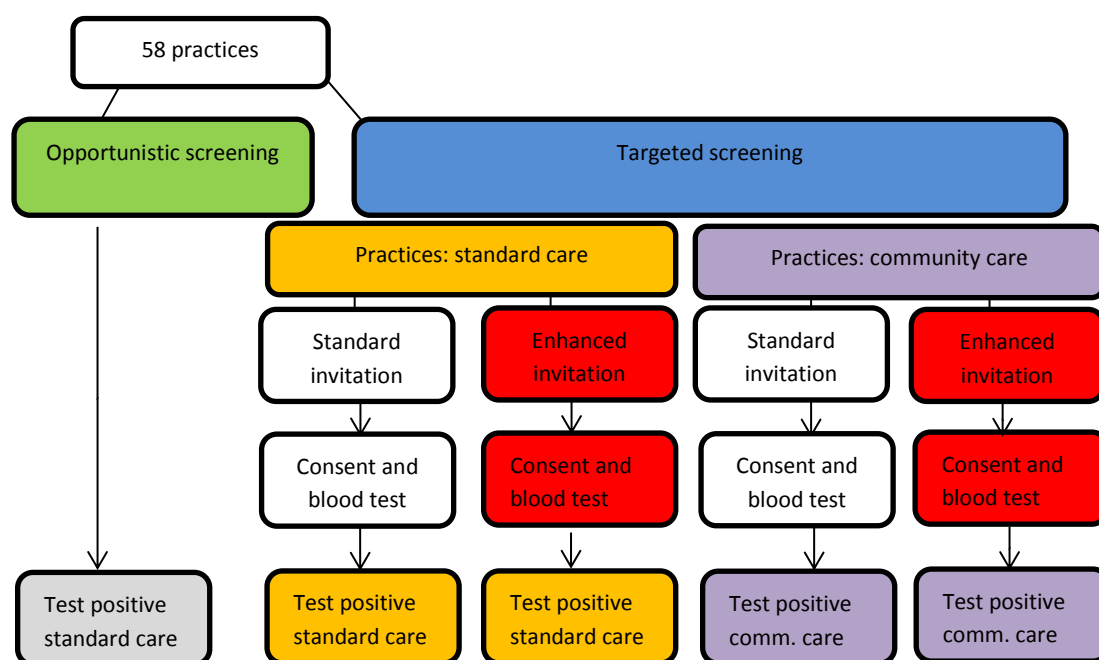 58 practices
Opportunistic screening
Targeted screening
Practices: standard care
Practices: community care
Standard
invitation
Enhanced
invitation
Standard
invitation
Enhanced
invitation
Consent and
blood test
Consent and
blood test
Consent and
blood test
Consent and
blood test
Test positive
standard care
Test positive
standard care
Test positive
standard care
Test positive
comm. care
Test positive
comm. care